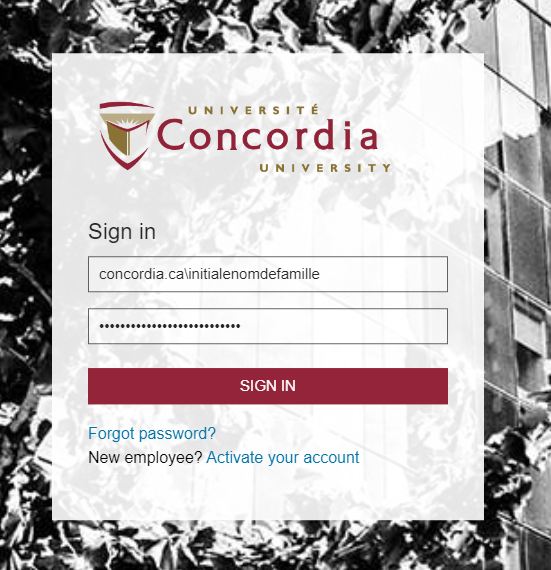 UNIVERSITÉ
Concordia
UNIVERSITY
Sign in
concordia.ca\initialenomdefamille
SIGN IN
Forgot password?
New employee? Activate your account